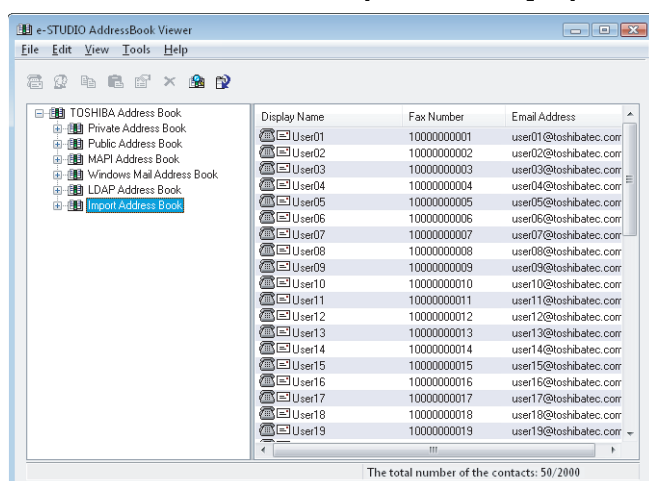 e-STUDIO AddressBook Viewer
File Edit View Tools Help
TOSHIBA Address Book
Private Address Book
Public Address Book
MAPI Address Book
Windows Mail Address Book
LDAP Address Book
Import Address Book
Display Name Fax Number Email Address
User01 10000000001 user01@toshibatec.com
User02 10000000002 user02@toshibatec.com
User03 10000000003 user03@toshibatec.com
User04 10000000004 user04@toshibatec.com
User05 10000000005 user05@toshibatec.com
User06 10000000006 user06@toshibatec.com
User07 10000000007 user07@toshibatec.com
User08 10000000008 user08@toshibatec.com
User09 10000000009 user09@toshibatec.com
User10 10000000010 user10@toshibatec.com
User11 10000000011 user11@toshibatec.com
User12 10000000012 user12@toshibatec.com
User13 10000000013 user13@toshibatec.com
User14 10000000014 user14@toshibatec.com
User15 10000000015 user15@toshibatec.com
User16 10000000016 user16@toshibatec.com
User17 10000000017 user17@toshibatec.com
User18 10000000018 user18@toshibatec.com
User19 10000000019 user19@toshibatec.com
The total number of the contacts: 50/2000